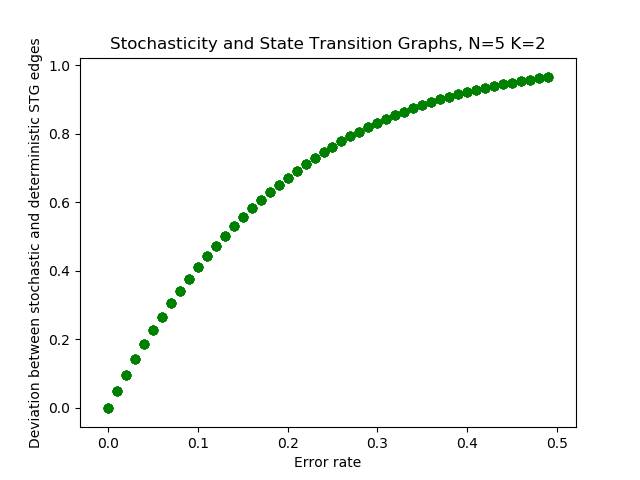 Stochasticity and State Transition Graphs, N=5 K=2
Deviation between stochastic and deterministic STG edges
1.0
0.8
0.6
0.4
0.2
0.0
0.0 0.1 0.2 0.3 0.4 0.5
Error rate